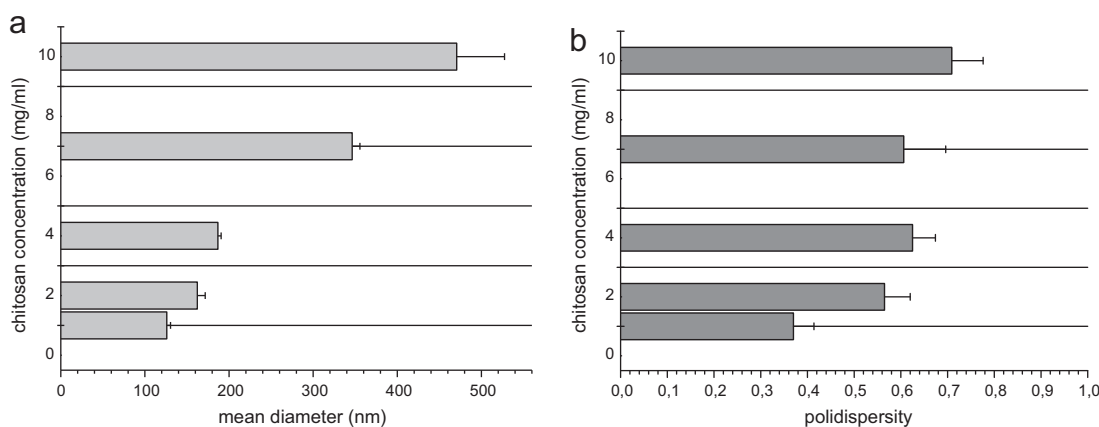 a
chitosan concentration (mg/ml)
10
8
6
4
2
0
0 100 200 300 400 500
mean diameter (nm)
b
chitosan concentration (mg/ml)
10
8
6
4
2
0
0,0 0,1 0,2 0,3 0,4 0,5 0,6 0,7 0,8 0,9 1,0
polidispersity